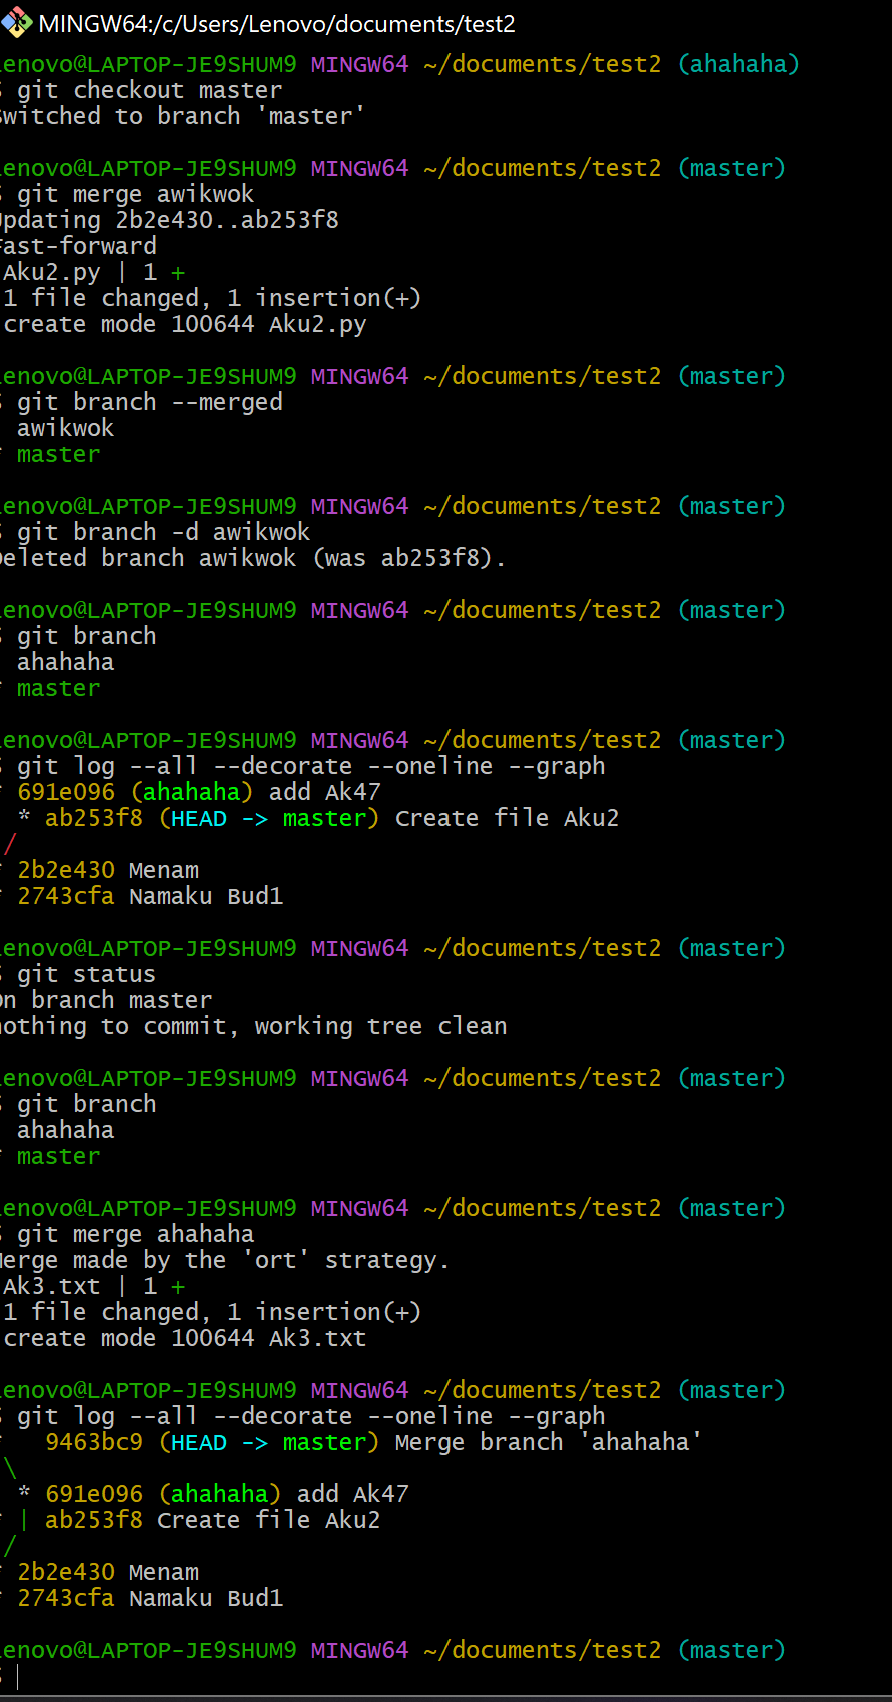 MINGW64:/c/Users/Lenovo/documents/test2
enovo@LAPTOP-JE9SHUM9 MINGW64 ~/documents/test2 (ahahaha)
$ git checkout master
Switched to branch 'master'
enovo@LAPTOP-JE9SHUM9 MINGW64 ~/documents/test2 (master)
$ git merge awikwok
Updating 2b2e430..ab253f8
Fast-forward
Aku2.py | 1 +
1 file changed, 1 insertion(+)
create mode 100644 Aku2.py
enovo@LAPTOP-JE9SHUM9 MINGW64 ~/documents/test2 (master)
$ git branch --merged
awikwok
* master
enovo@LAPTOP-JE9SHUM9 MINGW64 ~/documents/test2 (master)
$ git branch -d awikwok
Deleted branch awikwok (was ab253f8).
enovo@LAPTOP-JE9SHUM9 MINGW64 ~/documents/test2 (master)
$ git branch
ahahaha
* master
enovo@LAPTOP-JE9SHUM9 MINGW64 ~/documents/test2 (master)
$ git log --all --decorate --oneline --graph
* 691e096 (ahahaha) add Ak47
* ab253f8 (HEAD -> master) Create file Aku2
/
* 2b2e430 Menam
* 2743cfa Namaku Bud1
enovo@LAPTOP-JE9SHUM9 MINGW64 ~/documents/test2 (master)
$ git status
On branch master
nothing to commit, working tree clean
enovo@LAPTOP-JE9SHUM9 MINGW64 ~/documents/test2 (master)
$ git branch
ahahaha
* master
enovo@LAPTOP-JE9SHUM9 MINGW64 ~/documents/test2 (master)
$ git merge ahahaha
Merge made by the 'ort' strategy.
Ak3.txt | 1 +
1 file changed, 1 insertion(+)
create mode 100644 Ak3.txt
enovo@LAPTOP-JE9SHUM9 MINGW64 ~/documents/test2 (master)
$ git log --all --decorate --oneline --graph
* 9463bc9 (HEAD -> master) Merge branch 'ahahaha'
\
* 691e096 (ahahaha) add Ak47
* | ab253f8 Create file Aku2
/
* 2b2e430 Menam
* 2743cfa Namaku Bud1
enovo@LAPTOP-JE9SHUM9 MINGW64 ~/documents/test2 (master)
$